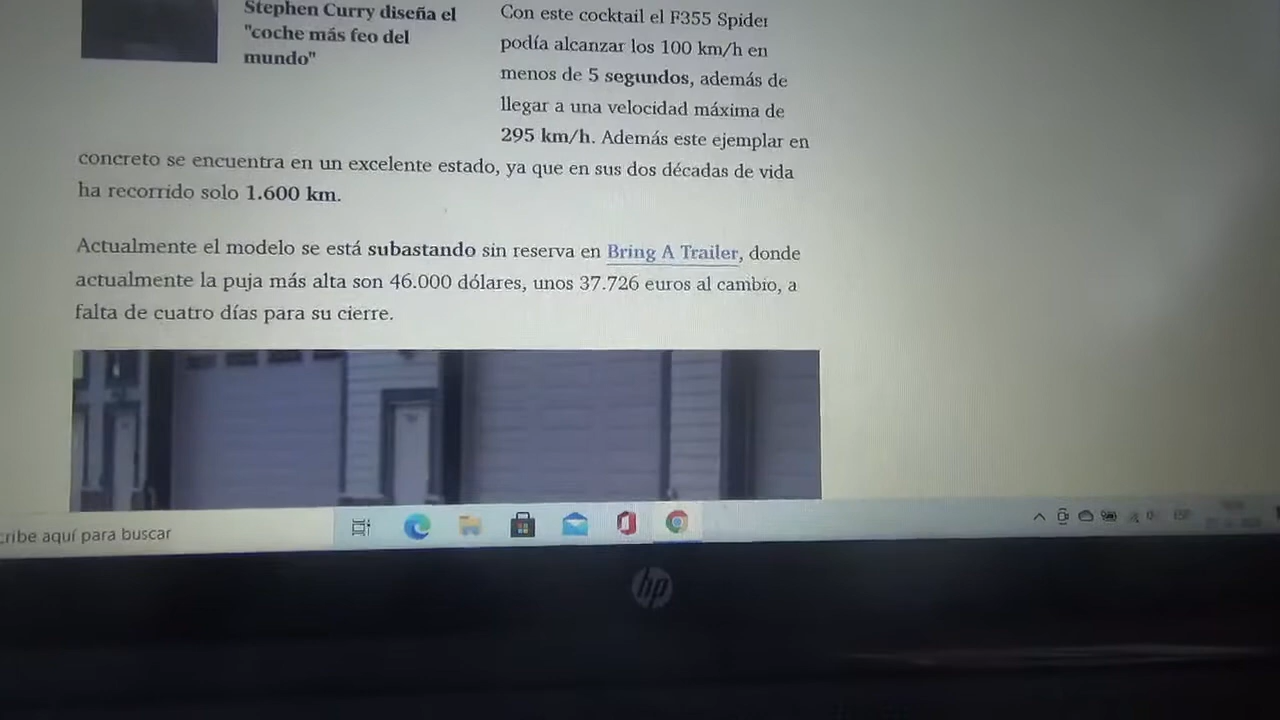 Stephen Curry diseña el
"coche más feo del
mundo"
Con este cocktail el F355 Spider
podía alcanzar los 100 km/h en
menos de 5 segundos, además de
llegar a una velocidad máxima de
295 km/h. Además este ejemplar en
concreto se encuentra en un excelente estado, ya que en sus dos décadas de vida
ha recorrido solo 1.600 km.
Actualmente el modelo se está subastando sin reserva en Bring A Trailer, donde
actualmente la puja más alta son 46.000 dólares, unos 37.726 euros al cambio, a
falta de cuatro días para su cierre.
cribe aquí para buscar
ESP
hp